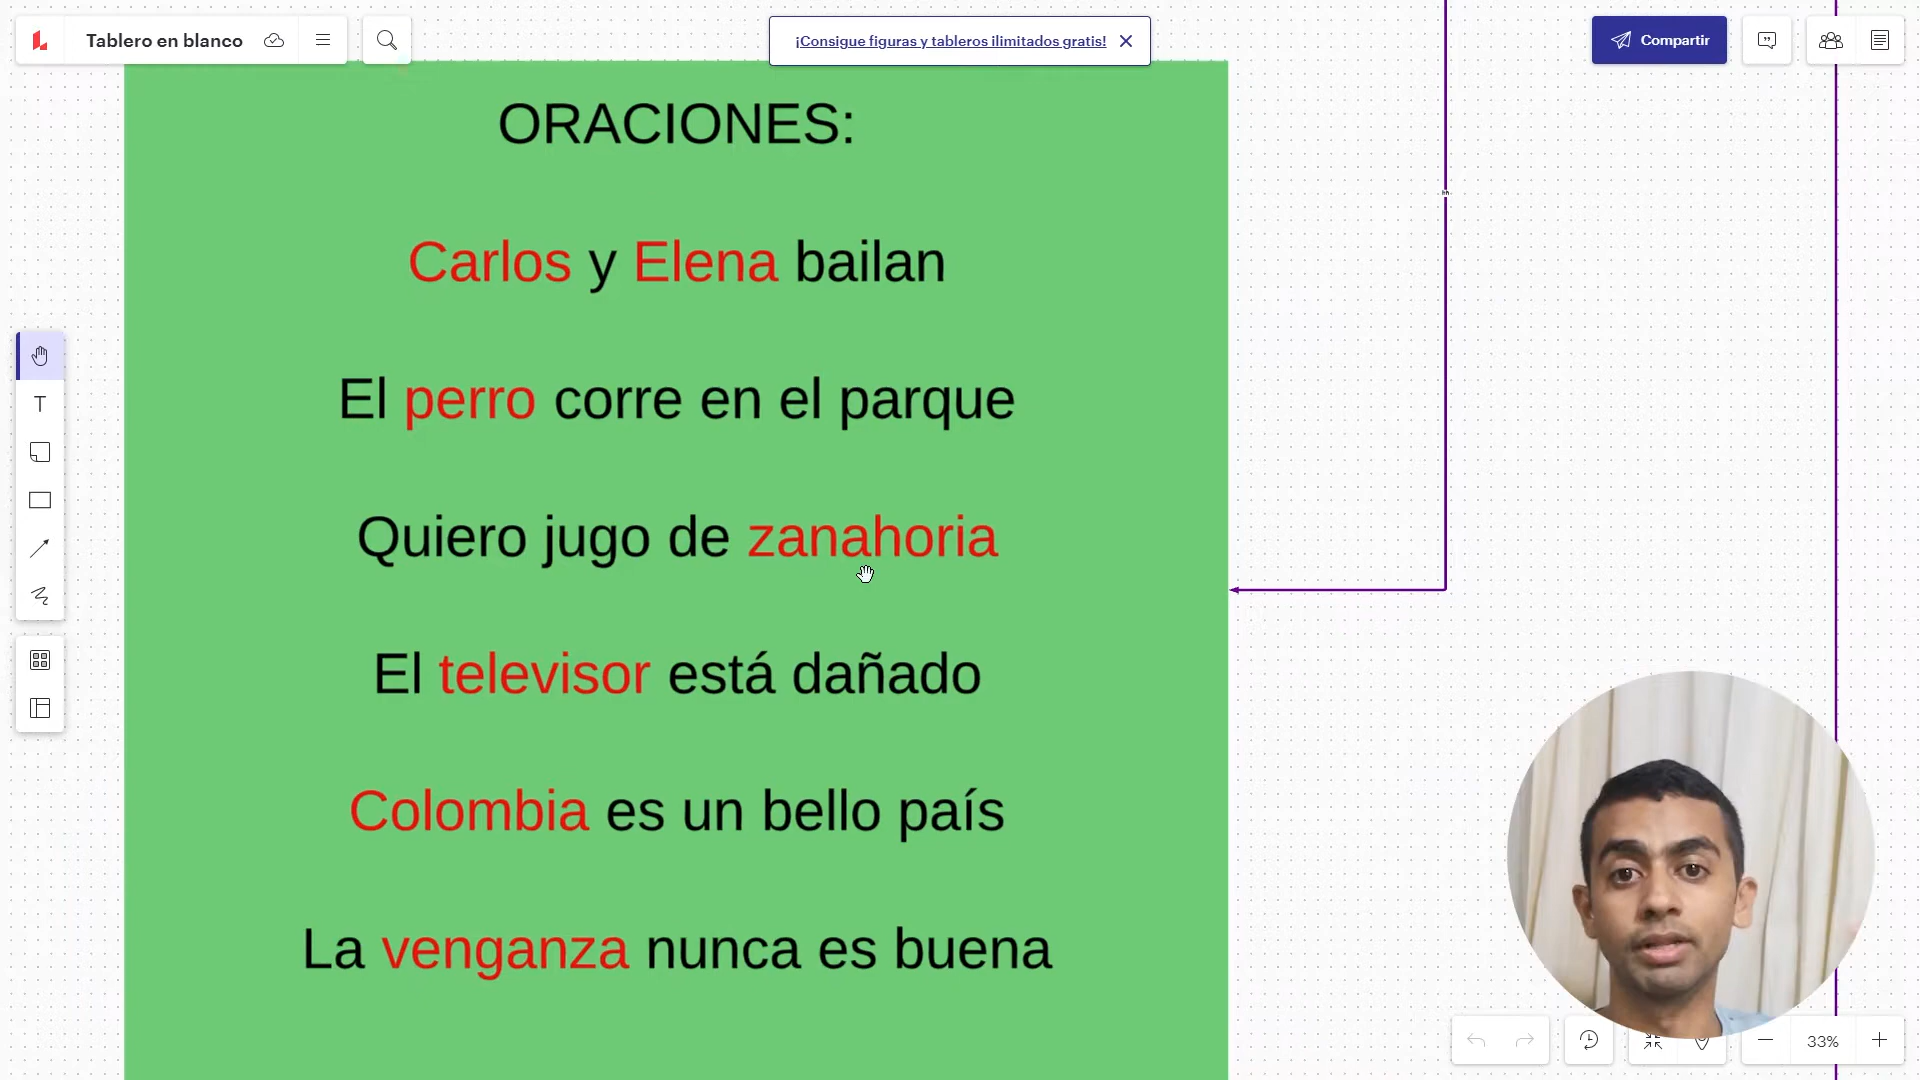 Tablero en blanco
¡Consigue figuras y tableros ilimitados gratis!
Compartir
ORACIONES:
Carlos y Elena bailan
El perro corre en el parque
Quiero jugo de zanahoria
El televisor está dañado
Colombia es un bello país
La venganza nunca es buena
33%